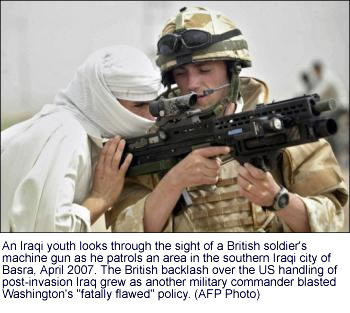 An Iraqi youth looks through the sight of a British soldier's
machine gun as he patrols an area in the southern Iraqi city of
Basra, April 2007. The British backlash over the US handling of
post-invasion Iraq grew as another military commander blasted
Washington's "fatally flawed" policy. (AFP Photo)